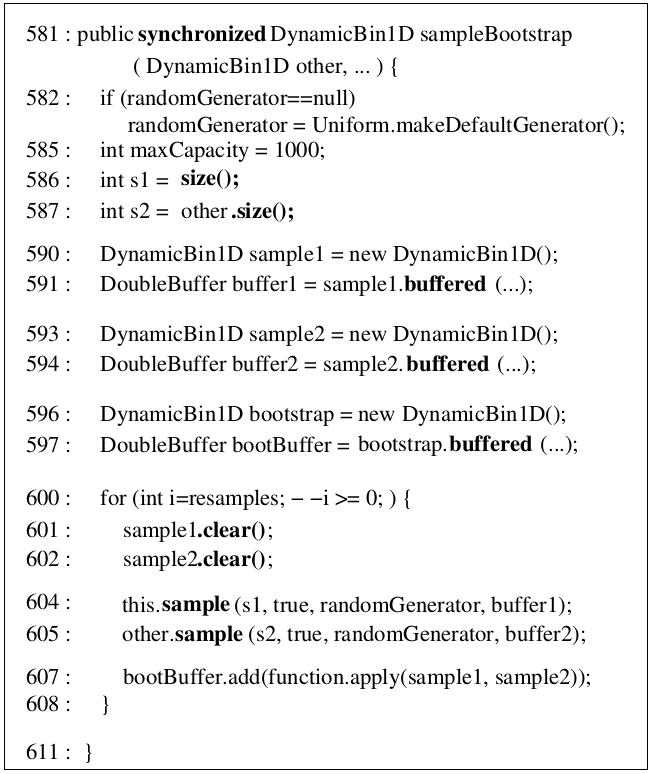 581 : public synchronized DynamicBin1D sampleBootstrap
( DynamicBin1D other, ... ) {
582 : if (randomGenerator==null)
randomGenerator = Uniform.makeDefaultGenerator();
585 : int maxCapacity = 1000;
586 : int s1 = size();
587 : int s2 = other.size();
590 : DynamicBin1D sample1 = new DynamicBin1D();
591 : DoubleBuffer buffer1 = sample1.buffered (...);
593 : DynamicBin1D sample2 = new DynamicBin1D();
594 : DoubleBuffer buffer2 = sample2.buffered (...);
596 : DynamicBin1D bootstrap = new DynamicBin1D();
597 : DoubleBuffer bootBuffer = bootstrap.buffered (...);
600 : for (int i=resamples; − −i >= 0; ) {
601 : sample1.clear();
602 : sample2.clear();
604 : this.sample (s1, true, randomGenerator, buffer1);
605 : other.sample (s2, true, randomGenerator, buffer2);
607 : bootBuffer.add(function.apply(sample1, sample2));
608 : }
611 : }